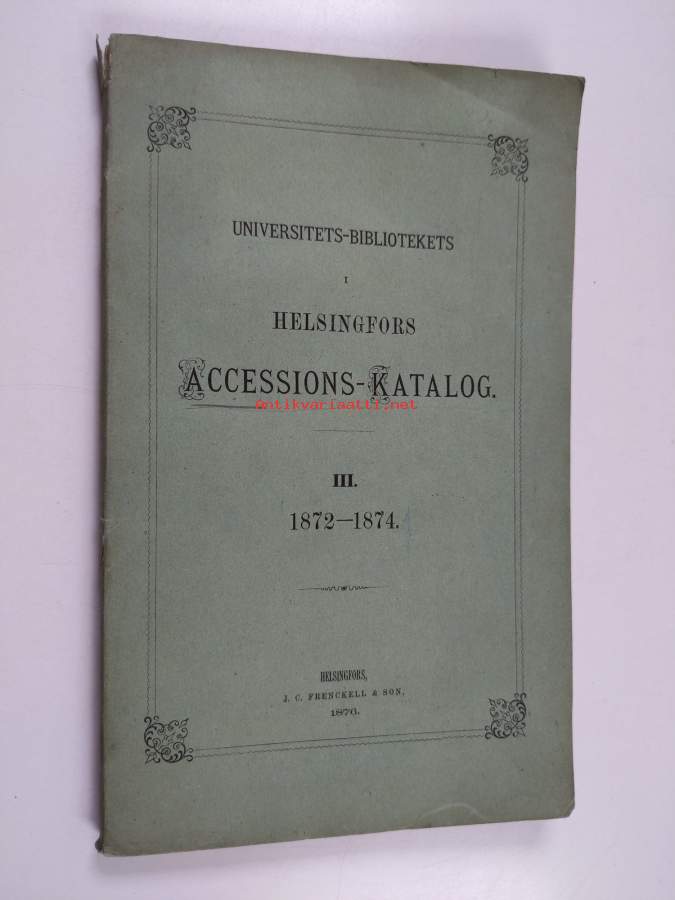 UNIVERSITETS-BIBLIOTEKETS
I
HELSINGFORS
ACCESSIONS-KATALOG.
antikvariaatti.net
III.
1872—1874.
HELSINGFORS,
J. C. FRENCKELL & SON,
1876.